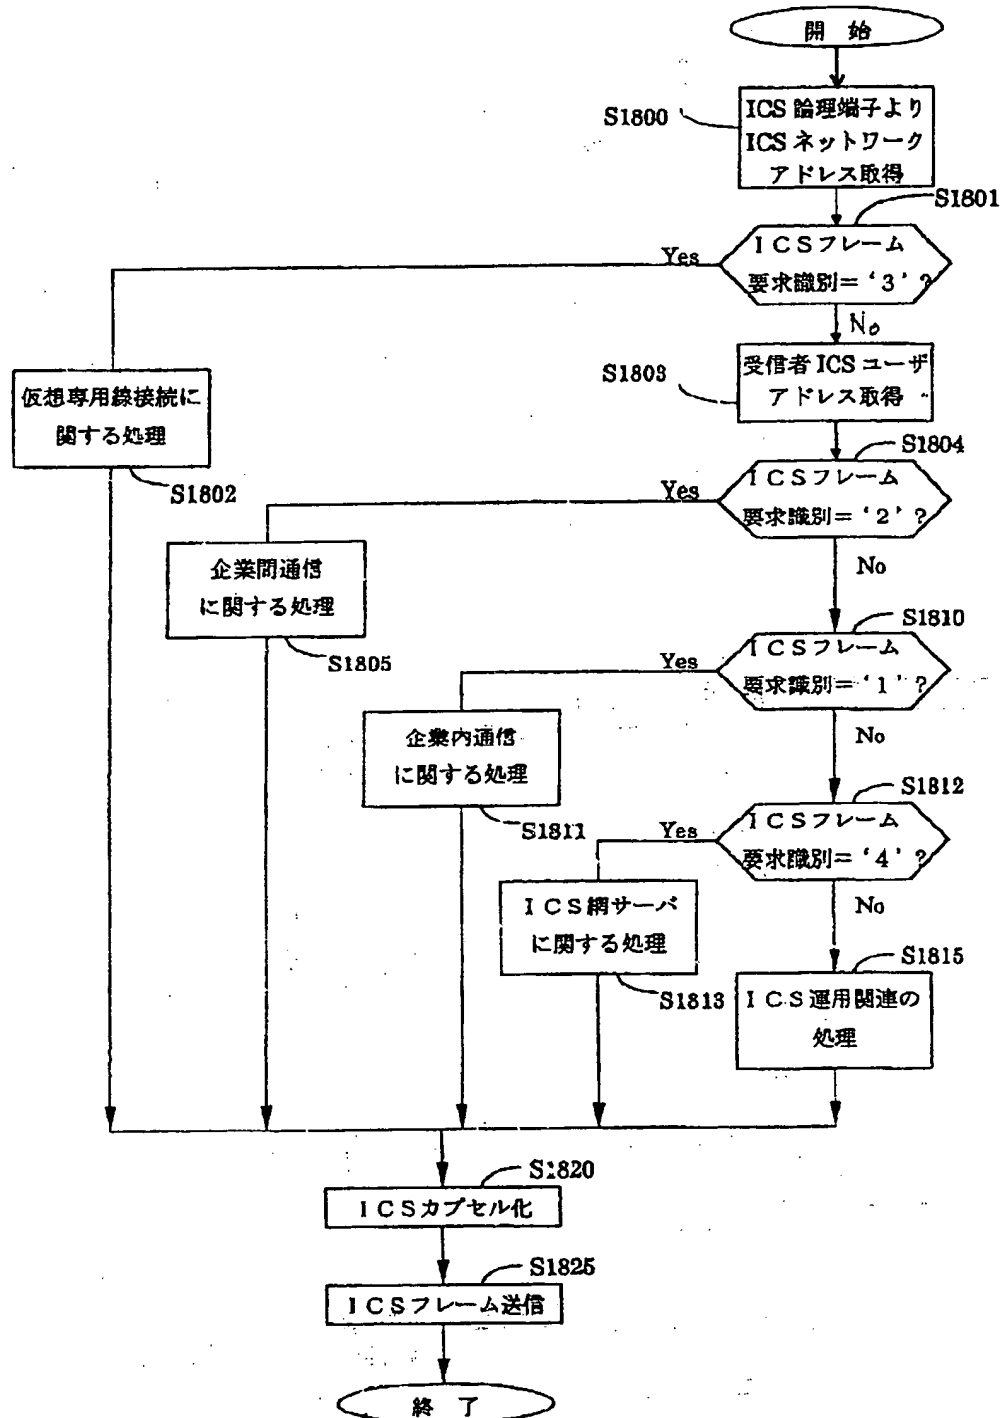 開 始
S1800
ICS 論理端子より
ICS ネットワーク
アドレス取得
S1801
ICSフレーム
要求識別=‘3’?
Yes
No
仮想専用線接続に
関する処理
S1802
S1803
受信者 ICS ユーザ
アドレス取得
S1804
ICSフレーム
要求識別=‘2’?
Yes
No
企業間通信
に関する処理
S1805
S1810
ICSフレーム
要求識別=‘1’?
Yes
No
企業内通信
に関する処理
S1811
S1812
ICSフレーム
要求識別=‘4’?
Yes
No
ICS網サーバ
に関する処理
S1813
S1815
ICS運用関連の
処理
S1820
ICSカプセル化
S1825
ICSフレーム送信
終 了